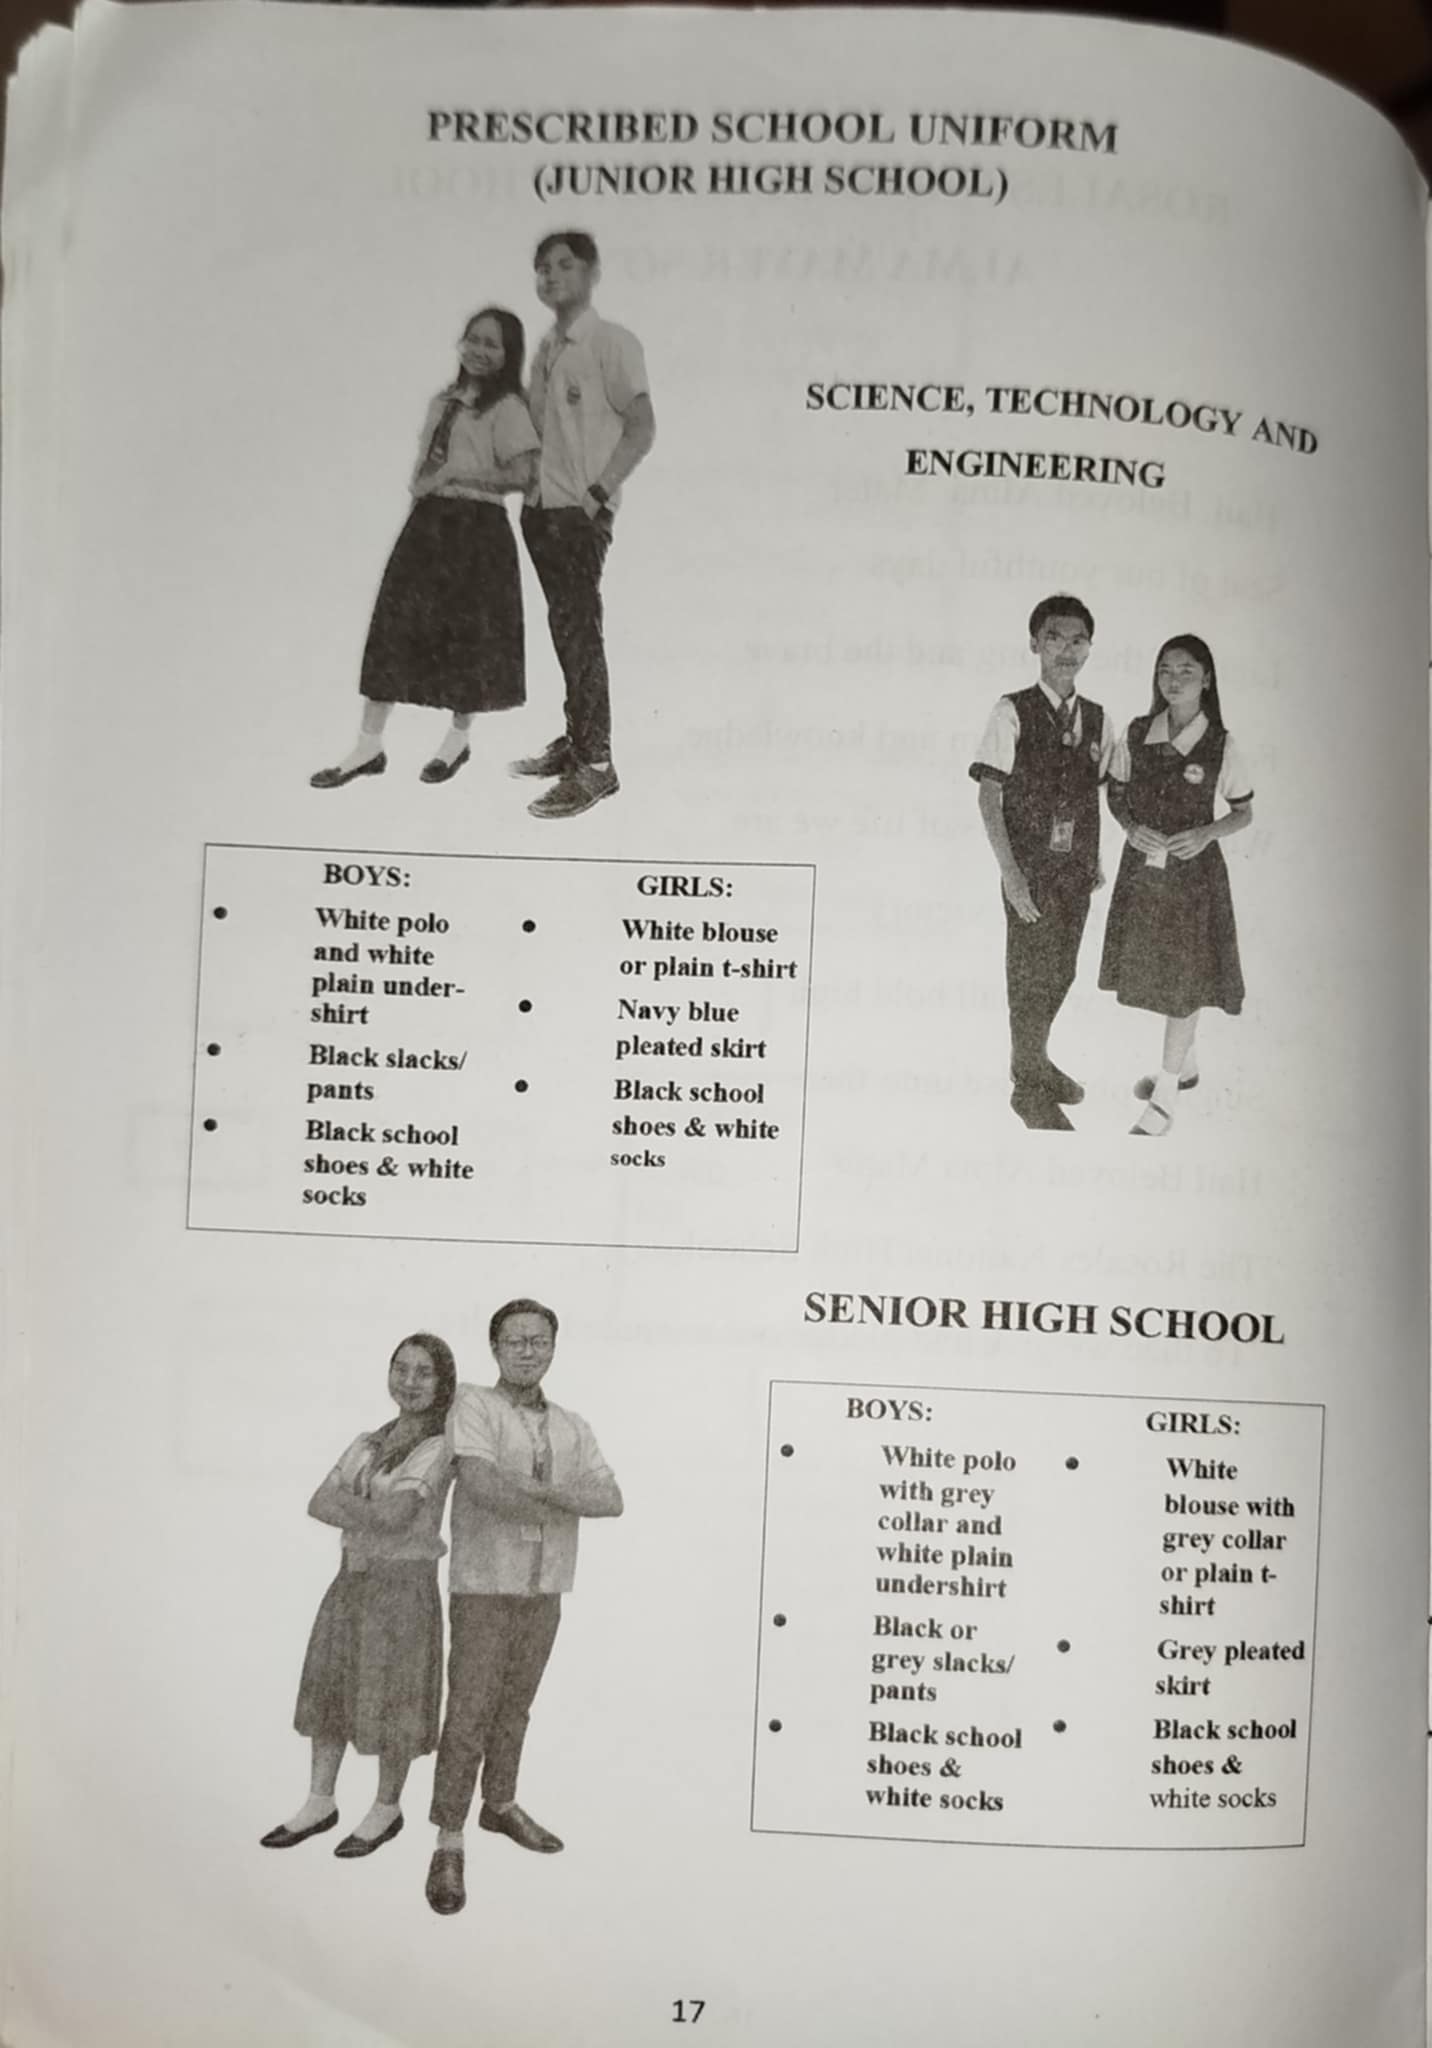 PRESCRIBED SCHOOL UNIFORM
(JUNIOR HIGH SCHOOL)
SCIENCE, TECHNOLOGY AND
ENGINEERING
BOYS:
• White polo
and white
plain under-
shirt
• Black slacks/
pants
• Black school
shoes & white
socks
GIRLS:
• White blouse
or plain t-shirt
• Navy blue
pleated skirt
• Black school
shoes & white
socks
SENIOR HIGH SCHOOL
BOYS:
• White polo
with grey
collar and
white plain
undershirt
• Black or
grey slacks/
pants
• Black school
shoes &
white socks
GIRLS:
• White
blouse with
grey collar
or plain t-
shirt
• Grey pleated
skirt
• Black school
shoes &
white socks
17